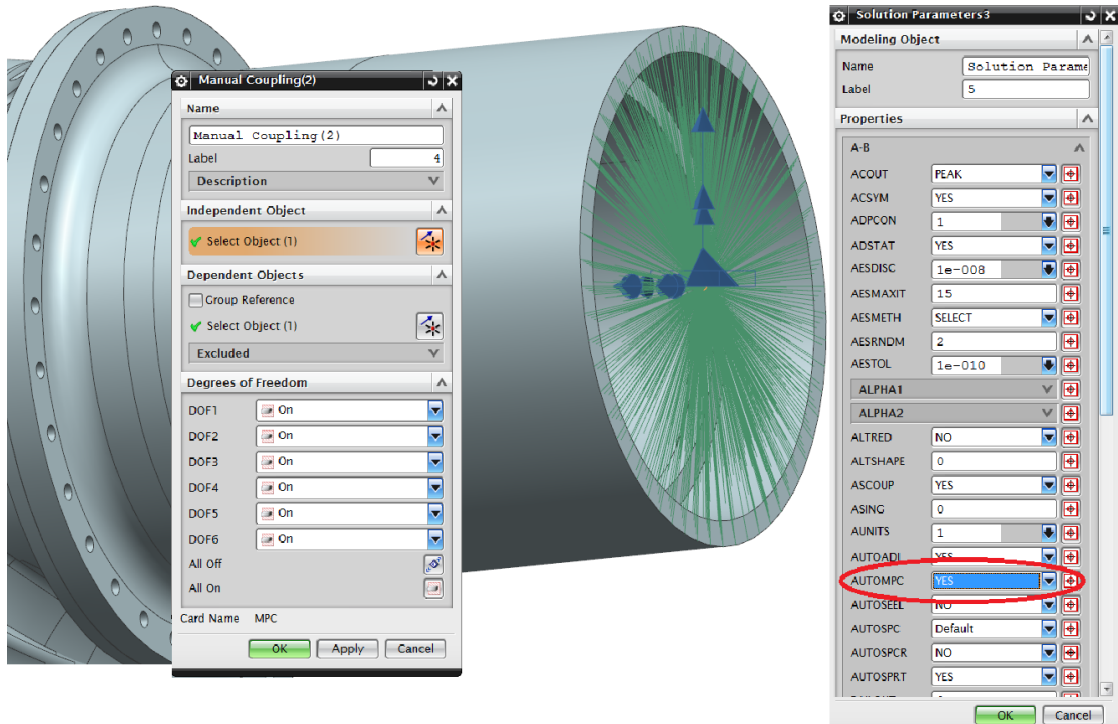 Manual Coupling(2)
Name
Manual Coupling(2)
Label 4
Description
Independent Object
Select Object (1)
Dependent Objects
Group Reference
Select Object (1)
Excluded
Degrees of Freedom
DOF1 On
DOF2 On
DOF3 On
DOF4 On
DOF5 On
DOF6 On
All Off
All On
Card Name MPC
OK Apply Cancel
Solution Parameters3
Modeling Object
Name Solution Parame
Label 5
Properties
A-B
ACOUT PEAK
ACSYM YES
ADPCON 1
ADSTAT YES
AESDISC 1e-008
AESMAXIT 15
AESMETH SELECT
AESRNDM 2
AESTOL 1e-010
ALPHA1
ALPHA2
ALTRED NO
ALTSHAPE 0
ASCOUP YES
ASING 0
AUNITS 1
AUTOADJ YES
AUTOMPC YES
AUTOSEEL NO
AUTOSPC Default
AUTOSPCR NO
AUTOSPRT YES
OK Cancel